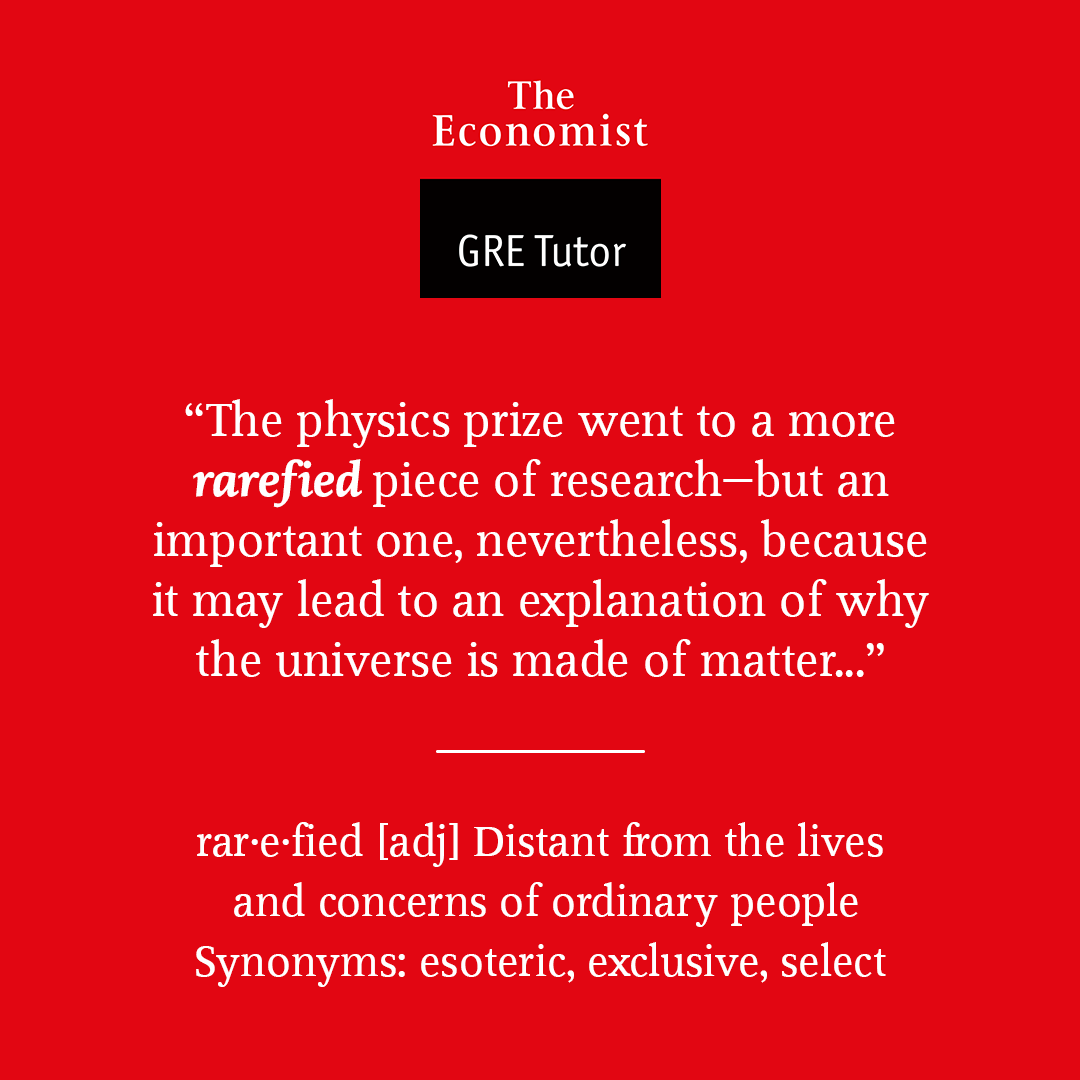 The
Economist
GRE Tutor
“The physics prize went to a more
rarefied piece of research—but an
important one, nevertheless, because
it may lead to an explanation of why
the universe is made of matter...”
rar·e·fied [adj] Distant from the lives
and concerns of ordinary people
Synonyms: esoteric, exclusive, select